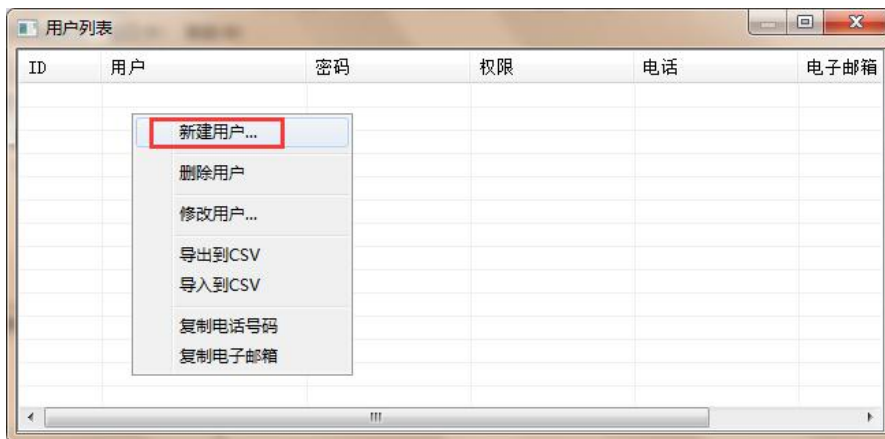 用户列表
ID 用户 密码 权限 电话 电子邮箱
新建用户...
删除用户
修改用户...
导出到CSV
导入到CSV
复制电话号码
复制电子邮箱